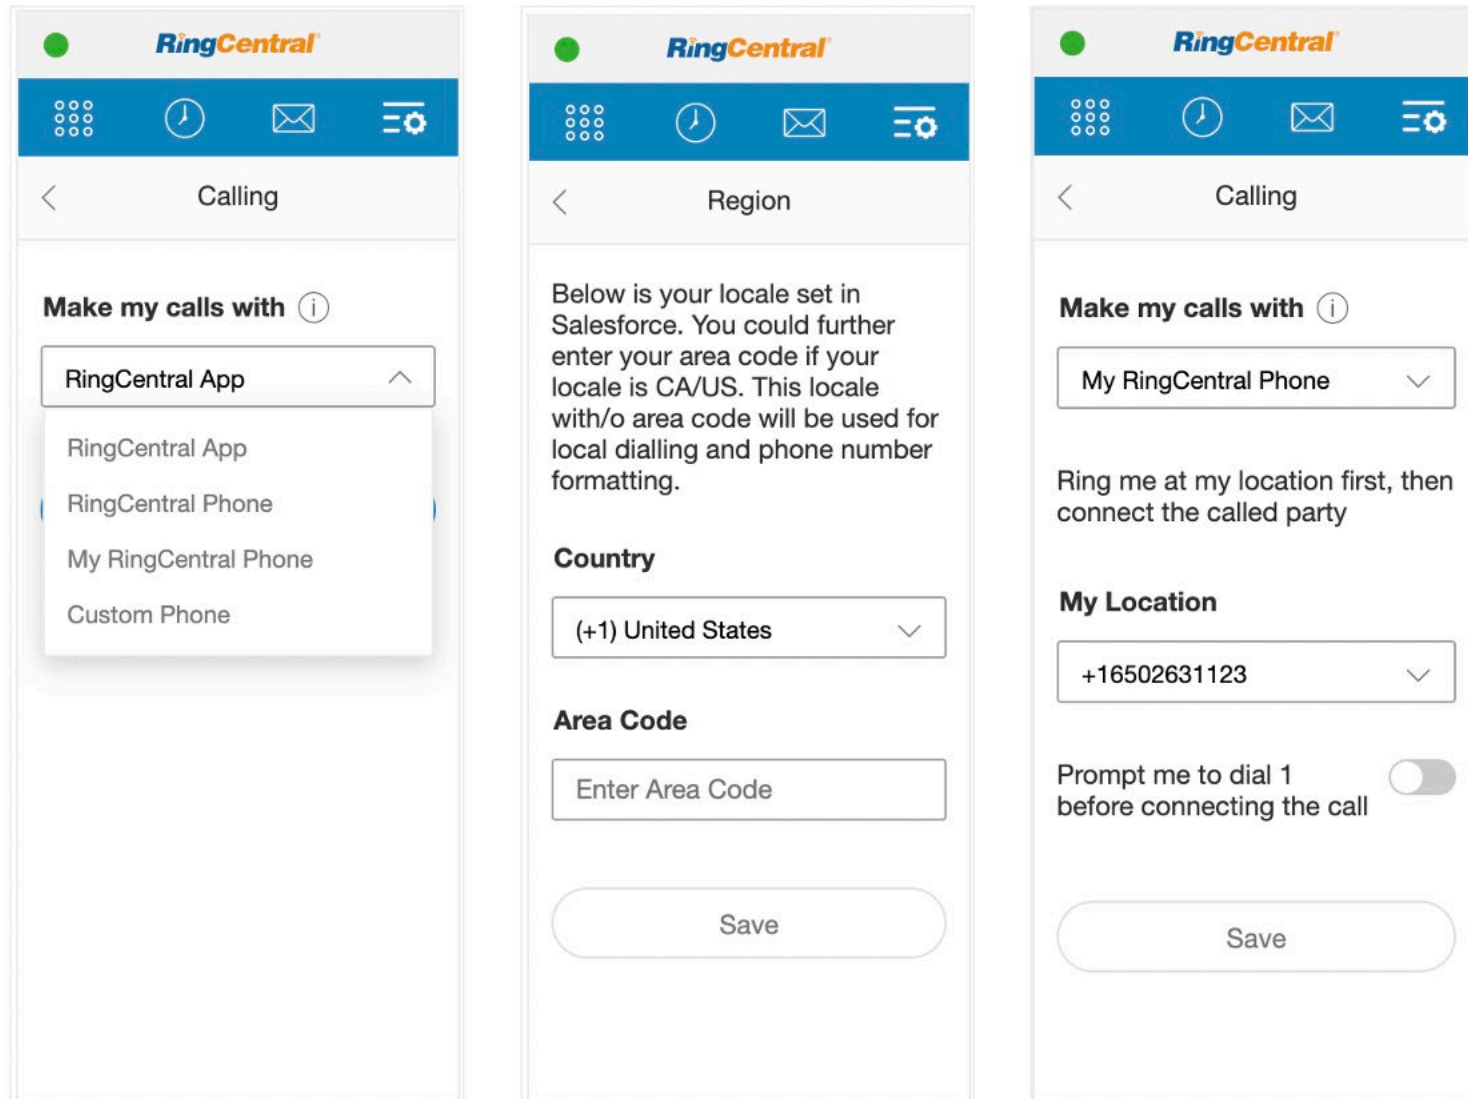 RingCentral
Calling
Make my calls with
RingCentral App
RingCentral App
RingCentral Phone
My RingCentral Phone
Custom Phone
RingCentral
Region
Below is your locale set in
Salesforce. You could further
enter your area code if your
locale is CA/US. This locale
with/o area code will be used for
local dialling and phone number
formatting.
Country
(+1) United States
Area Code
Enter Area Code
Save
RingCentral
Calling
Make my calls with
My RingCentral Phone
Ring me at my location first, then
connect the called party
My Location
+16502631123
Prompt me to dial 1
before connecting the call
Save